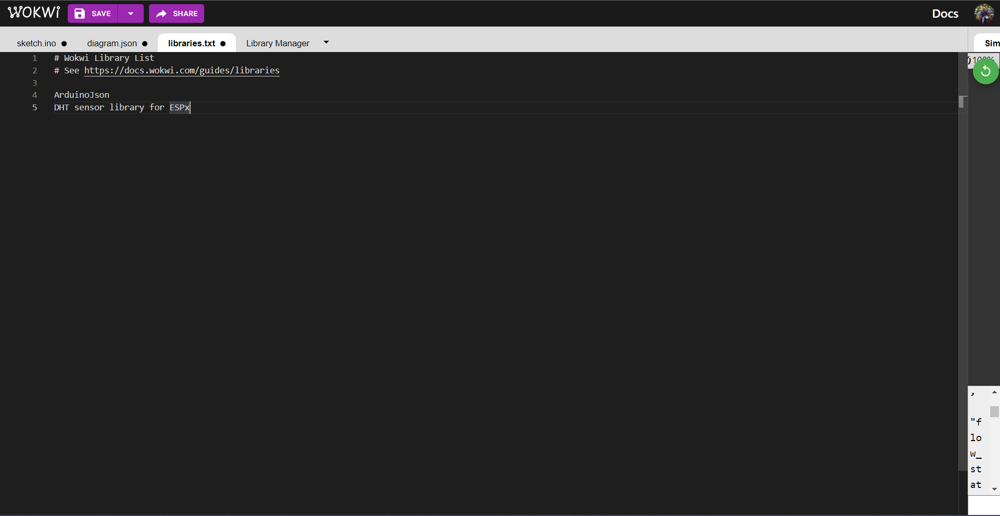 WOKWi SAVE SHARE Docs
sketch.ino ● diagram.json ● libraries.txt ● Library Manager Sim
1 # Wokwi Library List
2 # See https://docs.wokwi.com/guides/libraries
3
4 ArduinoJson
5 DHT sensor library for ESPx
100%
,
"f
lo
w_
st
at